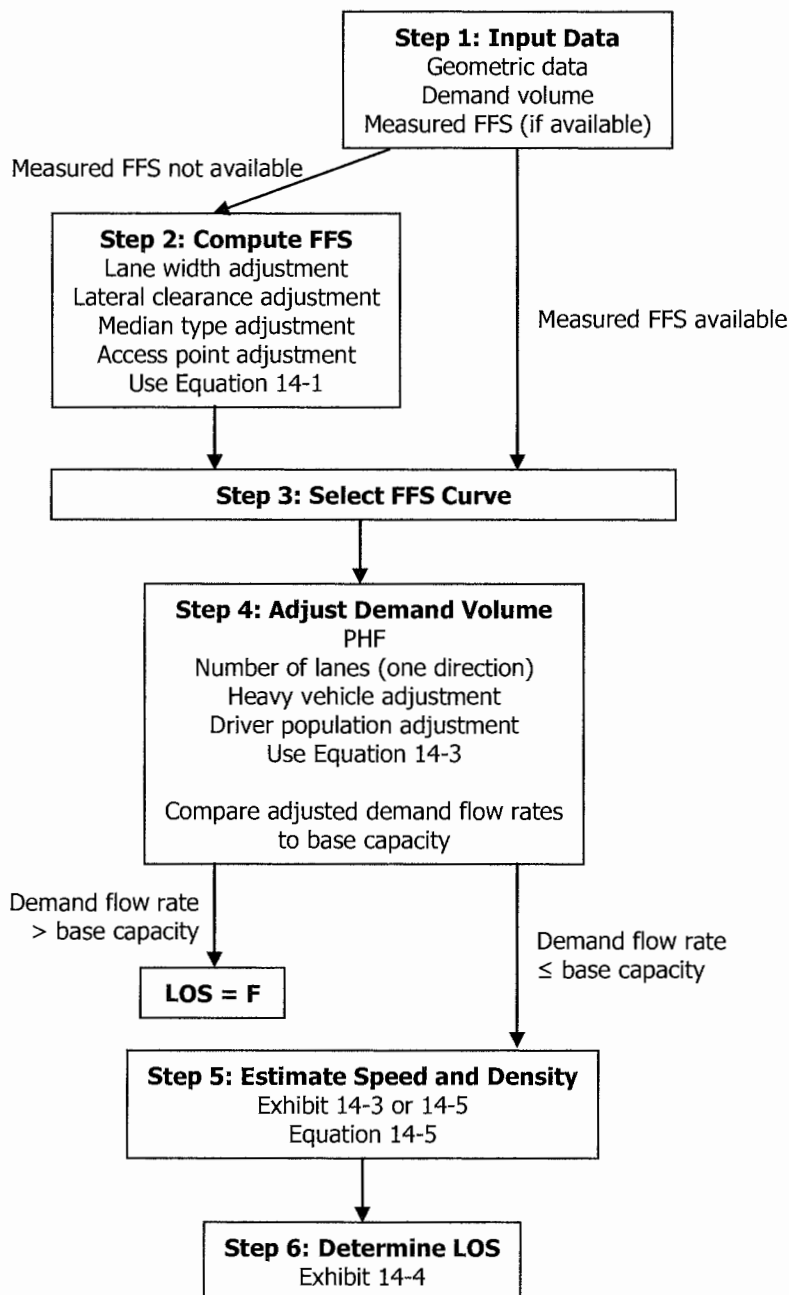 Step 1: Input Data
Geometric data
Demand volume
Measured FFS (if available)
Measured FFS not available
Step 2: Compute FFS
Lane width adjustment
Lateral clearance adjustment
Median type adjustment
Access point adjustment
Use Equation 14-1
Measured FFS available
Step 3: Select FFS Curve
Step 4: Adjust Demand Volume
PHF
Number of lanes (one direction)
Heavy vehicle adjustment
Driver population adjustment
Use Equation 14-3
Compare adjusted demand flow rates
to base capacity
Demand flow rate
> base capacity
Demand flow rate
≤ base capacity
LOS = F
Step 5: Estimate Speed and Density
Exhibit 14-3 or 14-5
Equation 14-5
Step 6: Determine LOS
Exhibit 14-4